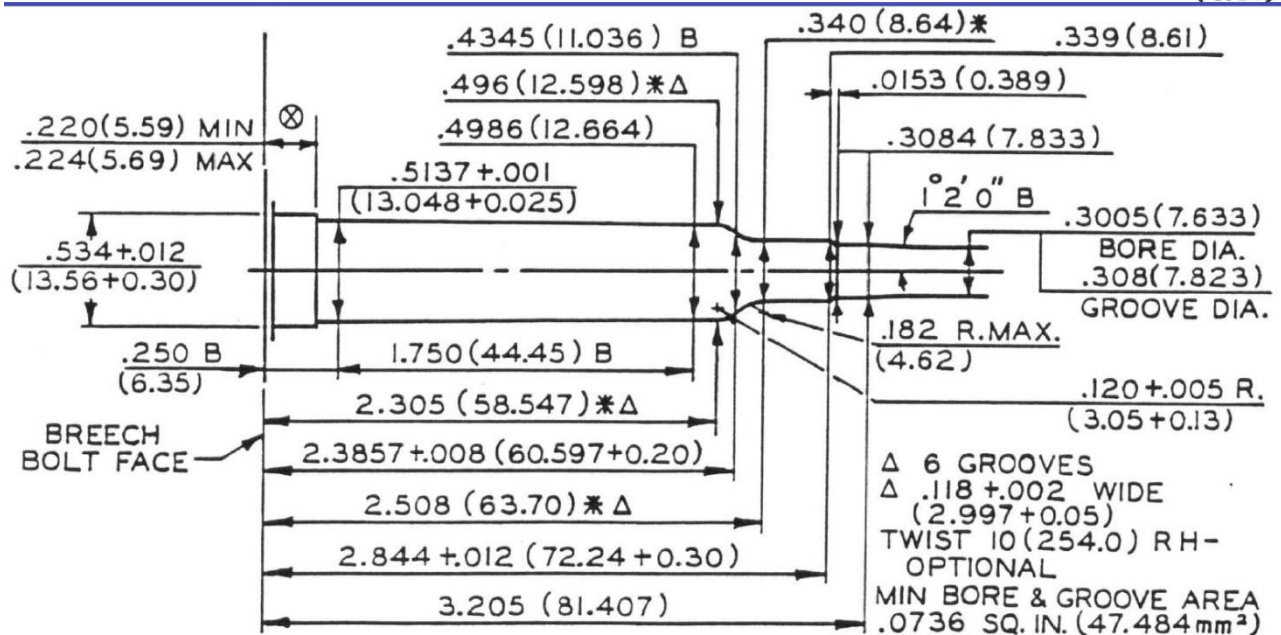 .4345 (11.036) B
.340 (8.64)*
.339 (8.61)
.496 (12.598) *Δ
.0153 (0.389)
.220(5.59) MIN
.224(5.69) MAX
⊗
.4986 (12.664)
.3084 (7.833)
.5137+.001
(13.048+0.025)
1° 2' 0" B
.3005(7.633)
BORE DIA.
.308(7.823)
GROOVE DIA.
.534+.012
(13.56+0.30)
.182 R.MAX.
(4.62)
.250 B
(6.35)
1.750(44.45) B
.120+.005 R.
(3.05+0.13)
2.305 (58.547)*Δ
BREECH
BOLT FACE
2.3857+.008 (60.597+0.20)
2.508 (63.70)*Δ
2.844+.012 (72.24+0.30)
3.205 (81.407)
Δ 6 GROOVES
Δ .118 +.002 WIDE
(2.997+0.05)
TWIST 10(254.0) RH-
OPTIONAL
MIN BORE & GROOVE AREA
.0736 SQ. IN. (47.484mm²)